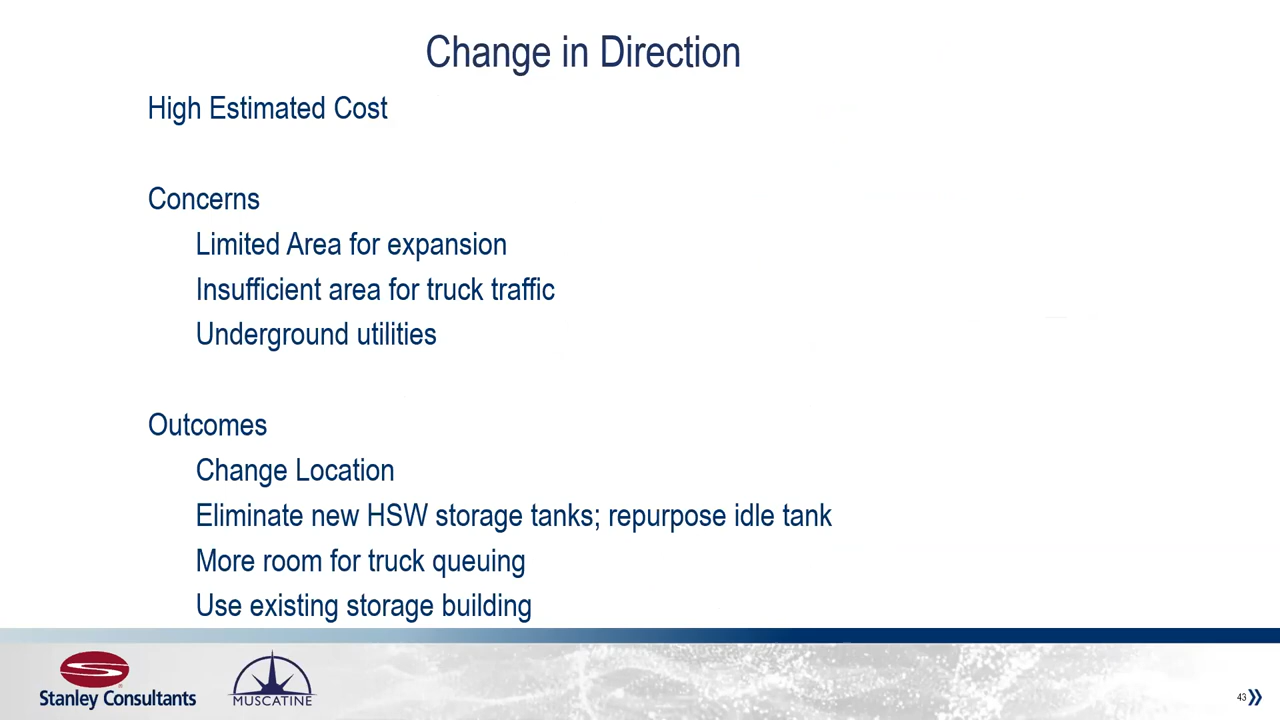 Change in Direction
High Estimated Cost
Concerns
Limited Area for expansion
Insufficient area for truck traffic
Underground utilities
Outcomes
Change Location
Eliminate new HSW storage tanks; repurpose idle tank
More room for truck queuing
Use existing storage building
Stanley Consultants
MUSCATINE
43